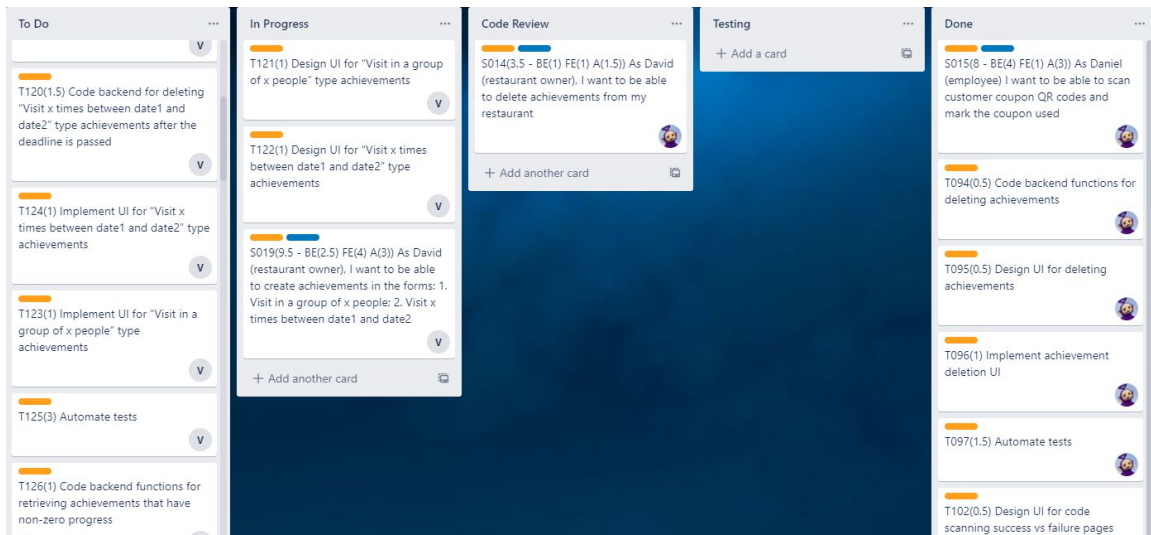 To Do
...
V
T120(1.5) Code backend for deleting
"Visit x times between date1 and
date2" type achievements after the
deadline is passed
V
T124(1) Implement UI for "Visit x
times between date1 and date2" type
achievements
V
T123(1) Implement UI for "Visit in a
group of x people" type
achievements
V
T125(3) Automate tests
V
T126(1) Code backend functions for
retrieving achievements that have
non-zero progress
In Progress
...
T121(1) Design UI for "Visit in a group
of x people" type achievements
V
T122(1) Design UI for "Visit x times
between date1 and date2" type
achievements
V
S019(9.5 - BE(2.5) FE(4) A(3)) As David
(restaurant owner), I want to be able
to create achievements in the forms: 1.
Visit in a group of x people; 2. Visit x
times between date1 and date2
V
+ Add another card
Code Review
...
S014(3.5 - BE(1) FE(1) A(1.5)) As David
(restaurant owner), I want to be able
to delete achievements from my
restaurant
+ Add another card
Testing
...
+ Add a card
Done
...
S015(8 - BE(4) FE(1) A(3)) As Daniel
(employee) I want to be able to scan
customer coupon QR codes and
mark the coupon used
T094(0.5) Code backend functions for
deleting achievements
T095(0.5) Design UI for deleting
achievements
T096(1) Implement achievement
deletion UI
T097(1.5) Automate tests
T102(0.5) Design UI for code
scanning success vs failure pages